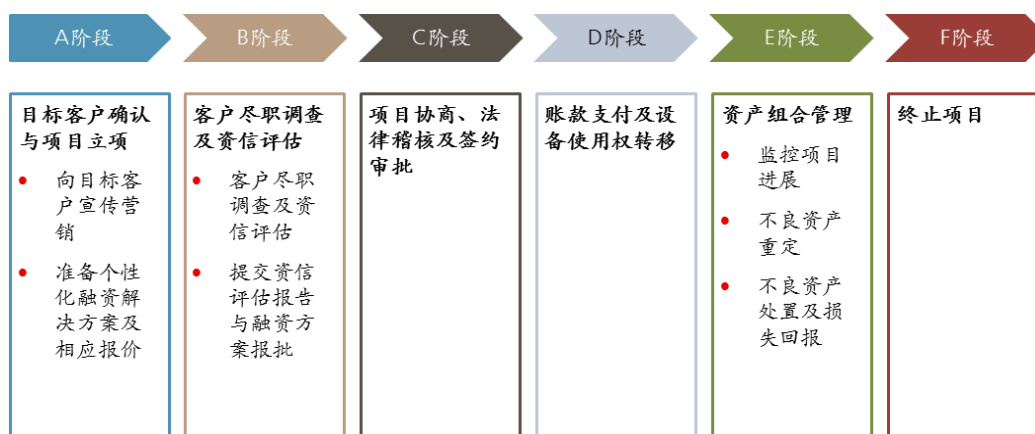 A阶段
B阶段
C阶段
D阶段
E阶段
F阶段
目标客户确认
与项目立项
向目标客
户宣传营
销
准备个性
化融资解
决方案及
相应报价
客户尽职调查
及资信评估
客户尽职
调查及资
信评估
提交资信
评估报告
与融资方
案报批
项目协商、法
律稽核及签约
审批
账款支付及设
备使用权转移
资产组合管理
监控项目
进展
不良资产
重定
不良资产
处置及损
失回报
终止项目